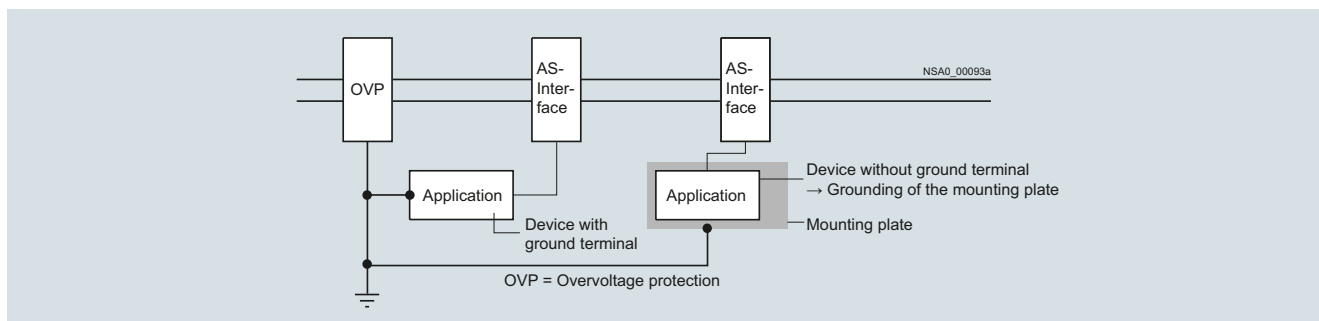 OVP
AS-
Inter-
face
AS-
Inter-
face
NSA0_00093a
Application
Device with
ground terminal
Application
Device without ground terminal
→ Grounding of the mounting plate
Mounting plate
OVP = Overvoltage protection